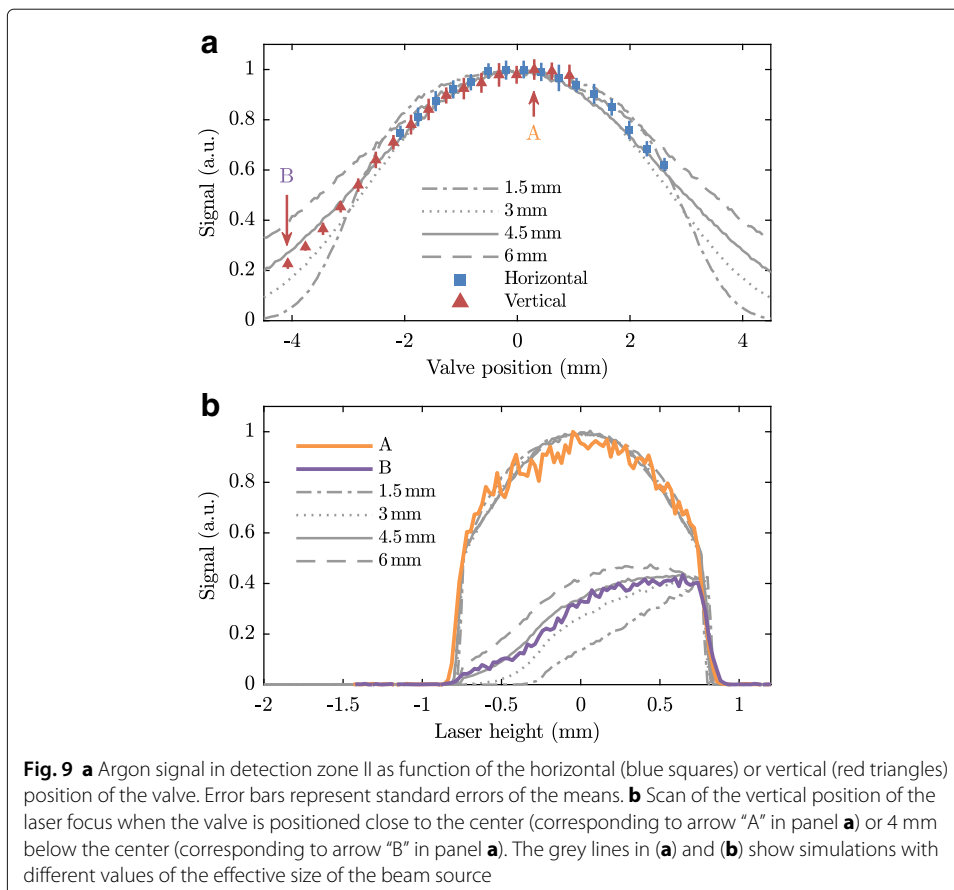 a
1
0.8
0.6
0.4
0.2
0
Signal (a.u.)
A
B
1.5 mm
3 mm
4.5 mm
6 mm
Horizontal
Vertical
-4
-2
0
2
4
Valve position (mm)
b
1
0.8
0.6
0.4
0.2
0
Signal (a.u.)
A
B
1.5 mm
3 mm
4.5 mm
6 mm
-2
-1.5
-1
-0.5
0
0.5
1
Laser height (mm)
Fig. 9 a Argon signal in detection zone II as function of the horizontal (blue squares) or vertical (red triangles)
position of the valve. Error bars represent standard errors of the means. b Scan of the vertical position of the
laser focus when the valve is positioned close to the center (corresponding to arrow “A” in panel a) or 4 mm
below the center (corresponding to arrow “B” in panel a). The grey lines in (a) and (b) show simulations with
different values of the effective size of the beam source